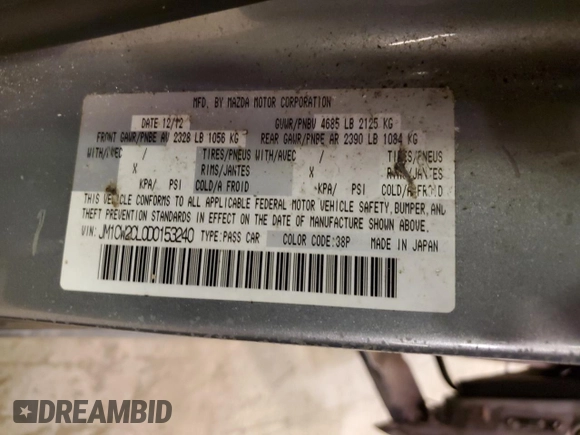 MFD. BY MAZDA MOTOR CORPORATION
DATE 12/12 GVWR/PNBV 4685 LB 2125 KG
FRONT GAWR/PNBE AV 2328 LB 1056 KG REAR GAWR/PNBE AR 2390 LB 1084 KG
WITH/AVEC / TIRES/PNEUS WITH/AVEC / TIRES/PNEUS
X RIMS/JANTES X RIMS/JANTES
KPA/ PSI COLD/A FROID KPA/ PSI COLD/A FROID
THIS VEHICLE CONFORMS TO ALL APPLICABLE FEDERAL MOTOR VEHICLE SAFETY, BUMPER, AND
THEFT PREVENTION STANDARDS IN EFFECT ON THE DATE OF MANUFACTURE SHOWN ABOVE.
VIN: JM1CW2CL0D0153240 TYPE: PASS CAR COLOR CODE: 38P MADE IN JAPAN
DREAMBID